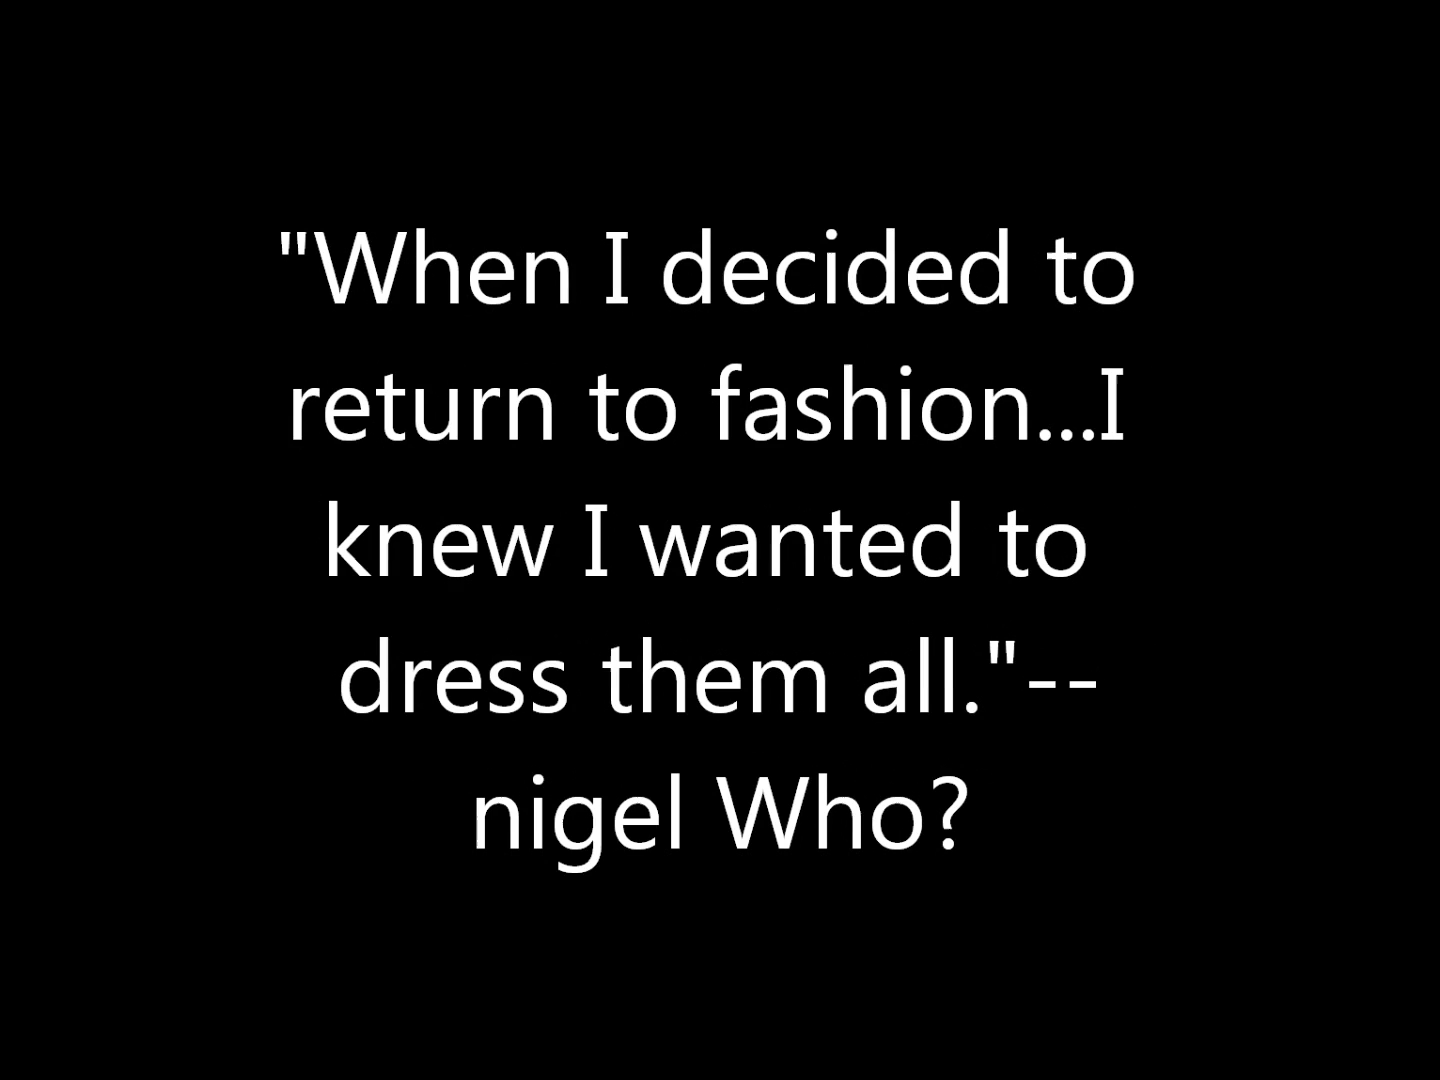 "When I decided to
return to fashion...I
knew I wanted to
dress them all."--
nigel Who?